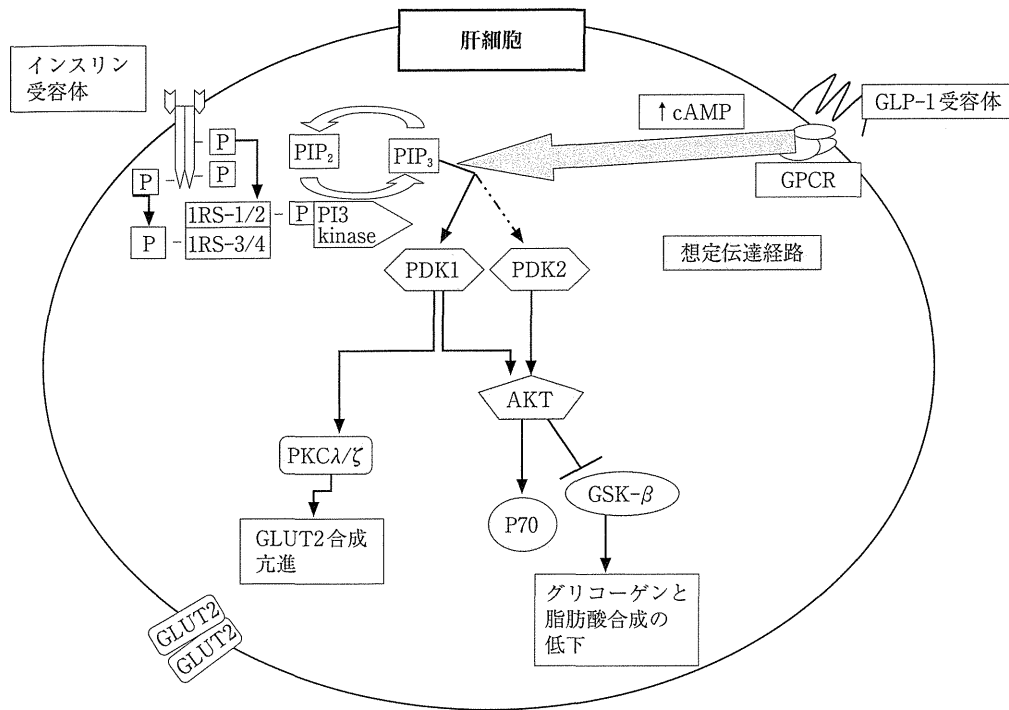 肝細胞
インスリン
受容体
GLP-1受容体
↑cAMP
GPCR
PIP₂
PIP₃
P
P
P
P
1RS-1/2
1RS-3/4
P
PI3
kinase
想定伝達経路
PDK1
PDK2
AKT
PKCλ/ζ
GSK-β
P70
GLUT2合成
亢進
グリコーゲンと
脂肪酸合成の
低下
GLUT2
GLUT2